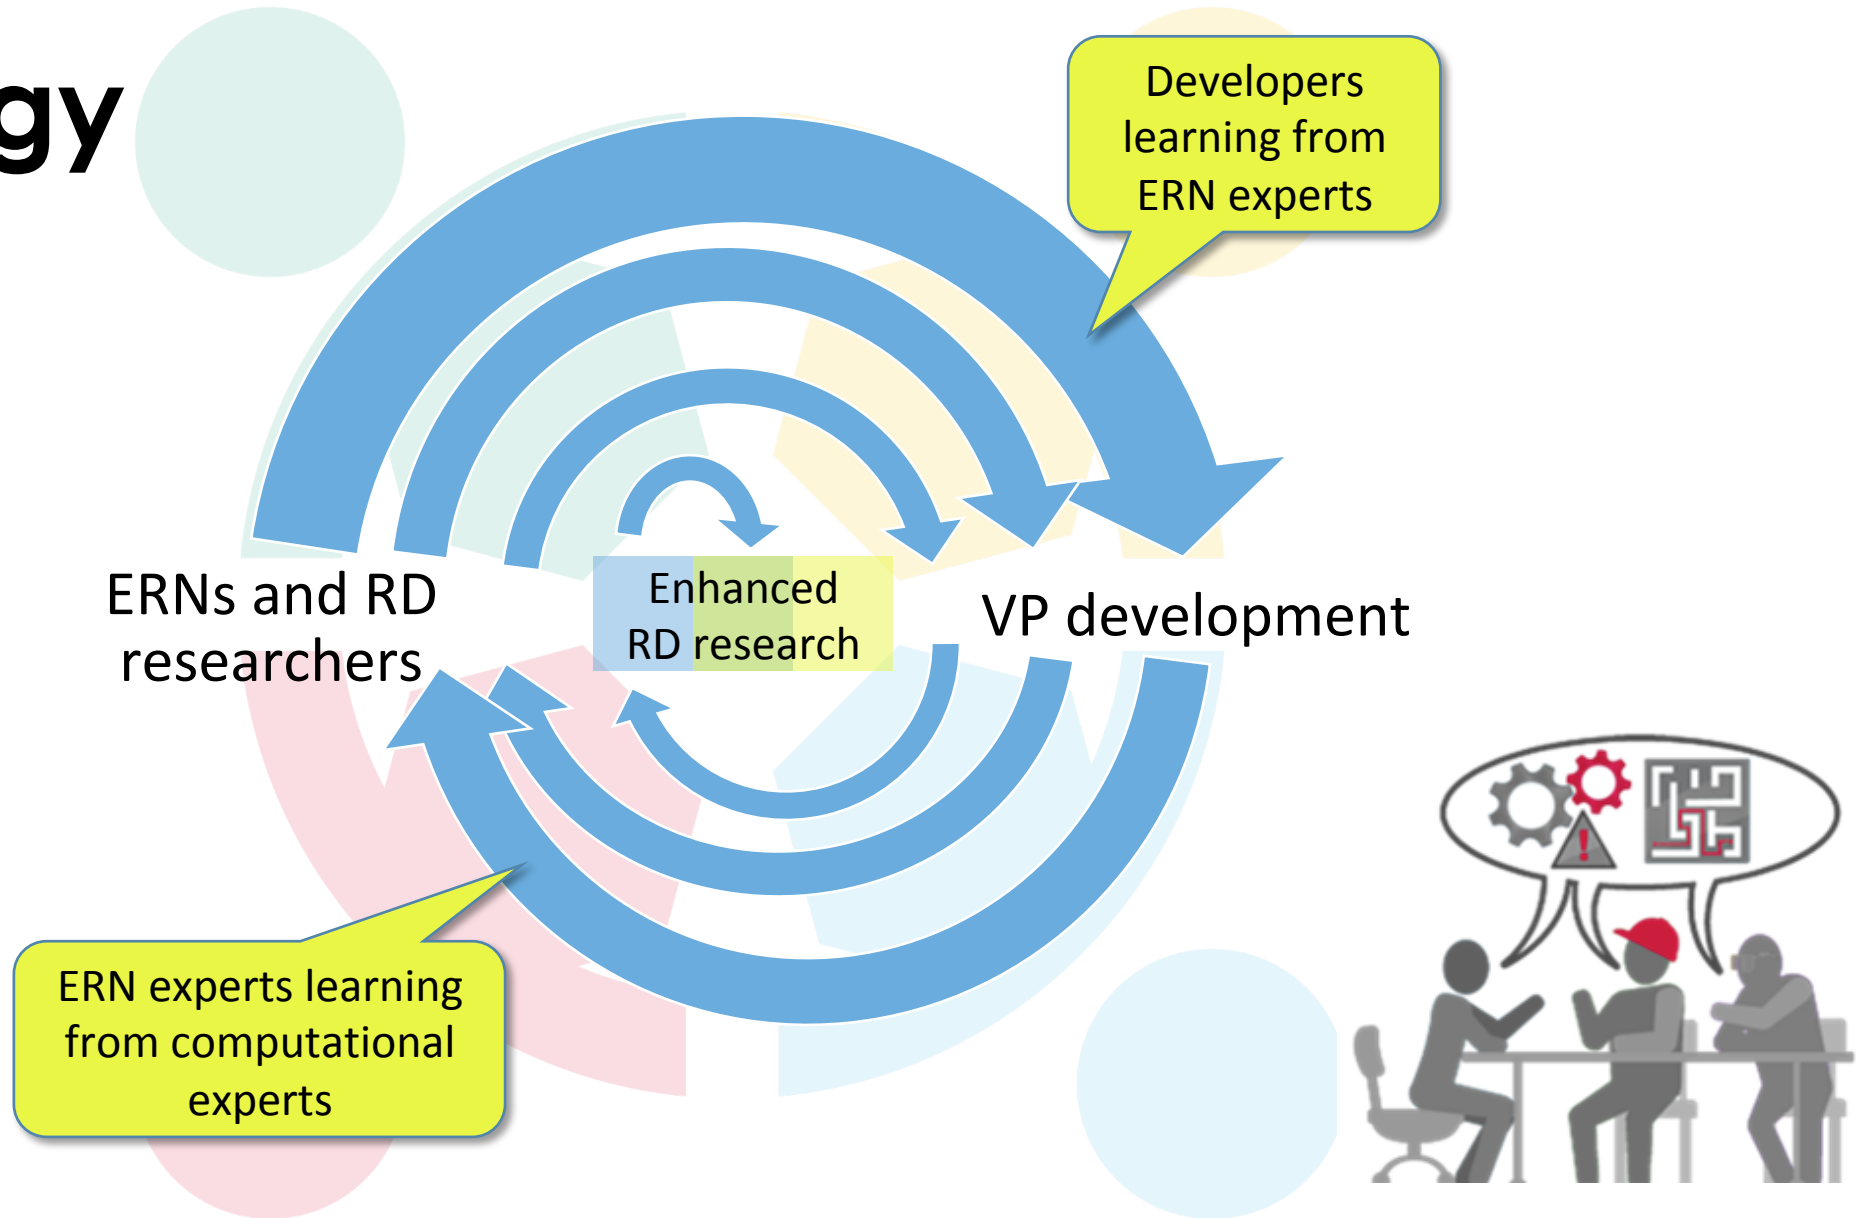 gy
Developers
learning from
ERN experts
ERNs and RD
researchers
Enhanced
RD research
VP development
ERN experts learning
from computational
experts
!